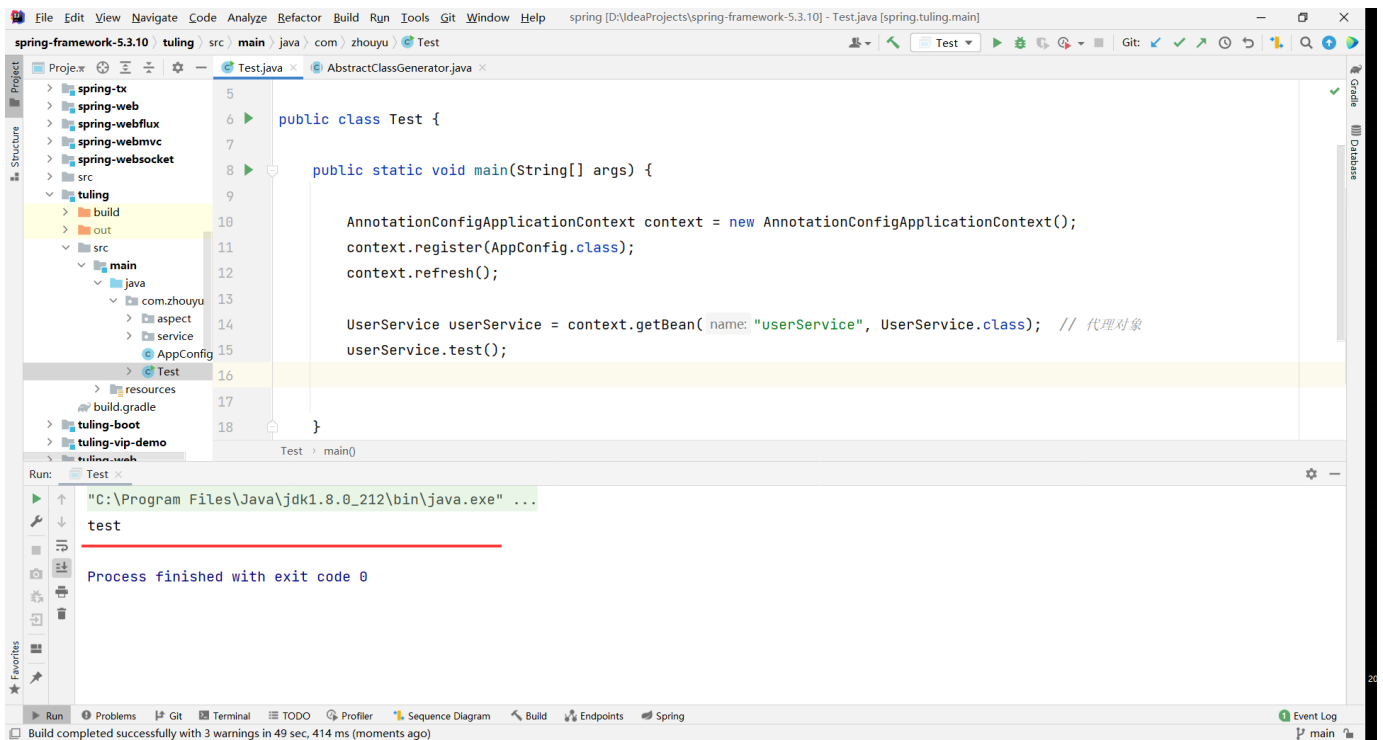 File Edit View Navigate Code Analyze Refactor Build Run Tools Git Window Help spring [D:\IdeaProjects\spring-framework-5.3.10] - Test.java [spring.tuling.main]
spring-framework-5.3.10 tuling src main java com zhouyu Test
Test
Git:
Project
Structure
Favorites
Gradle
Database
Proje..
Test.java
AbstractClassGenerator.java
spring-tx
spring-web
spring-webflux
spring-webmvc
spring-websocket
src
tuling
build
out
src
main
java
com.zhouyu
aspect
service
AppConfig
Test
resources
build.gradle
tuling-boot
tuling-vip-demo
tuling-web
5
6 public class Test {
7
8 public static void main(String[] args) {
9
10 AnnotationConfigApplicationContext context = new AnnotationConfigApplicationContext();
11 context.register(AppConfig.class);
12 context.refresh();
13
14 UserService userService = context.getBean( name: "userService", UserService.class); // 代理对象
15 userService.test();
16
17
18 }
Test › main()
Run: Test
"C:\Program Files\Java\jdk1.8.0_212\bin\java.exe" ...
test
Process finished with exit code 0
20
Run Problems Git Terminal TODO Profiler Sequence Diagram Build Endpoints Spring 1 Event Log
Build completed successfully with 3 warnings in 49 sec, 414 ms (moments ago) main